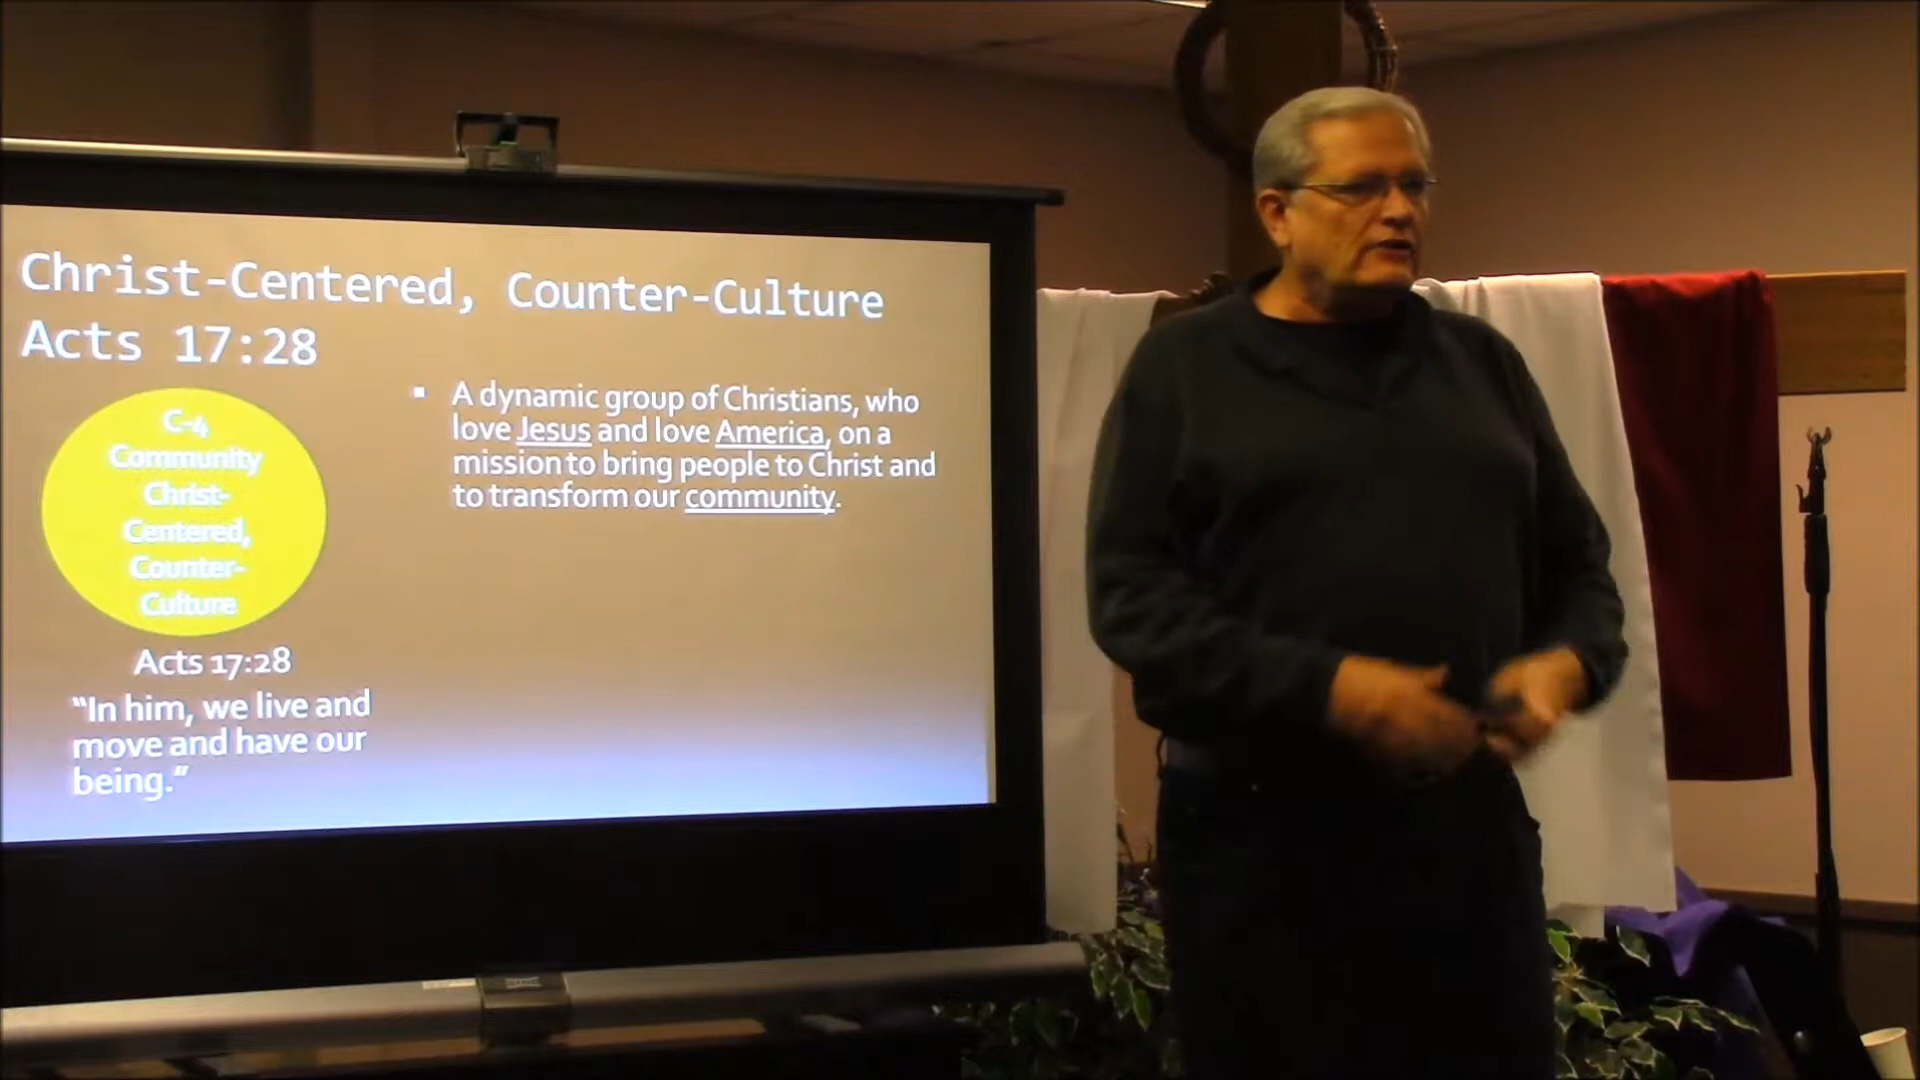 Christ-Centered, Counter-Culture
Acts 17:28
C-4
Community
Christ-
Centered,
Counter-
Culture
Acts 17:28
“In him, we live and
move and have our
being.”
▪ A dynamic group of Christians, who
love Jesus and love America, on a
mission to bring people to Christ and
to transform our community.